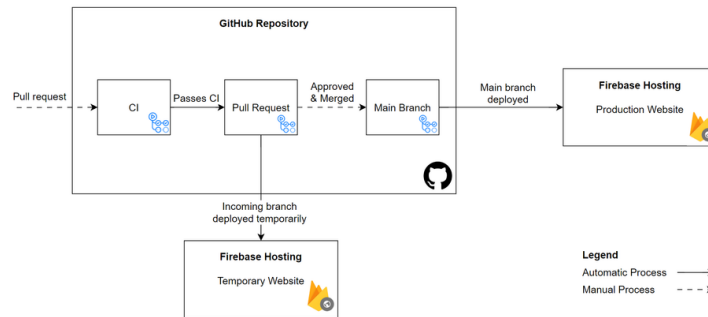 GitHub Repository
Pull request
CI
Passes CI
Pull Request
Approved
& Merged
Main Branch
Main branch
deployed
Firebase Hosting
Production Website
Incoming branch
deployed temporarily
Firebase Hosting
Temporary Website
Legend
Automatic Process
Manual Process